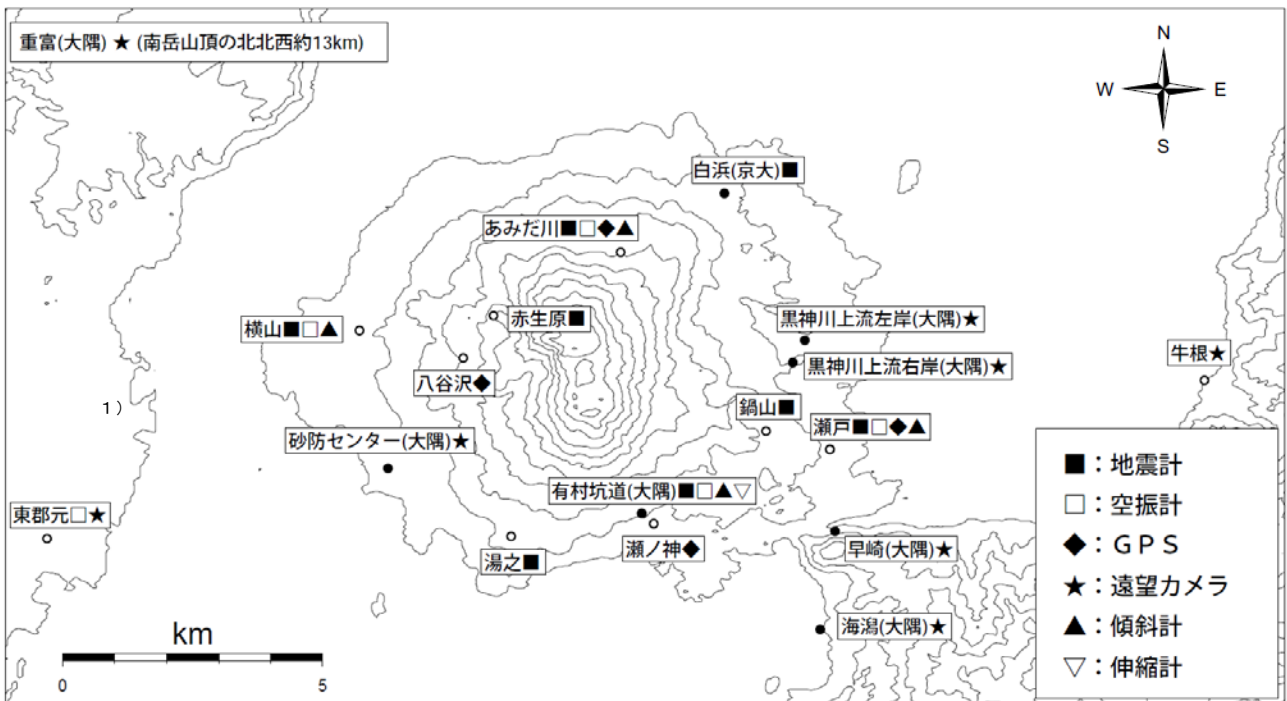 重富(大隅) ★ (南岳山頂の北北西約13km)
N
W E
S
白浜(京大)■
あみだ川■□◆▲
横山■□▲
赤生原■
黒神川上流左岸(大隅)★
黒神川上流右岸(大隅)★
牛根★
八谷沢◆
1)
鍋山■
瀬戸■□◆▲
砂防センター(大隅)★
有村坑道(大隅)■□▲▽
東郡元□★
湯之■
瀬ノ神◆
早崎(大隅)★
海潟(大隅)★
km
0 5
■：地震計
□：空振計
◆：ＧＰＳ
★：遠望カメラ
▲：傾斜計
▽：伸縮計